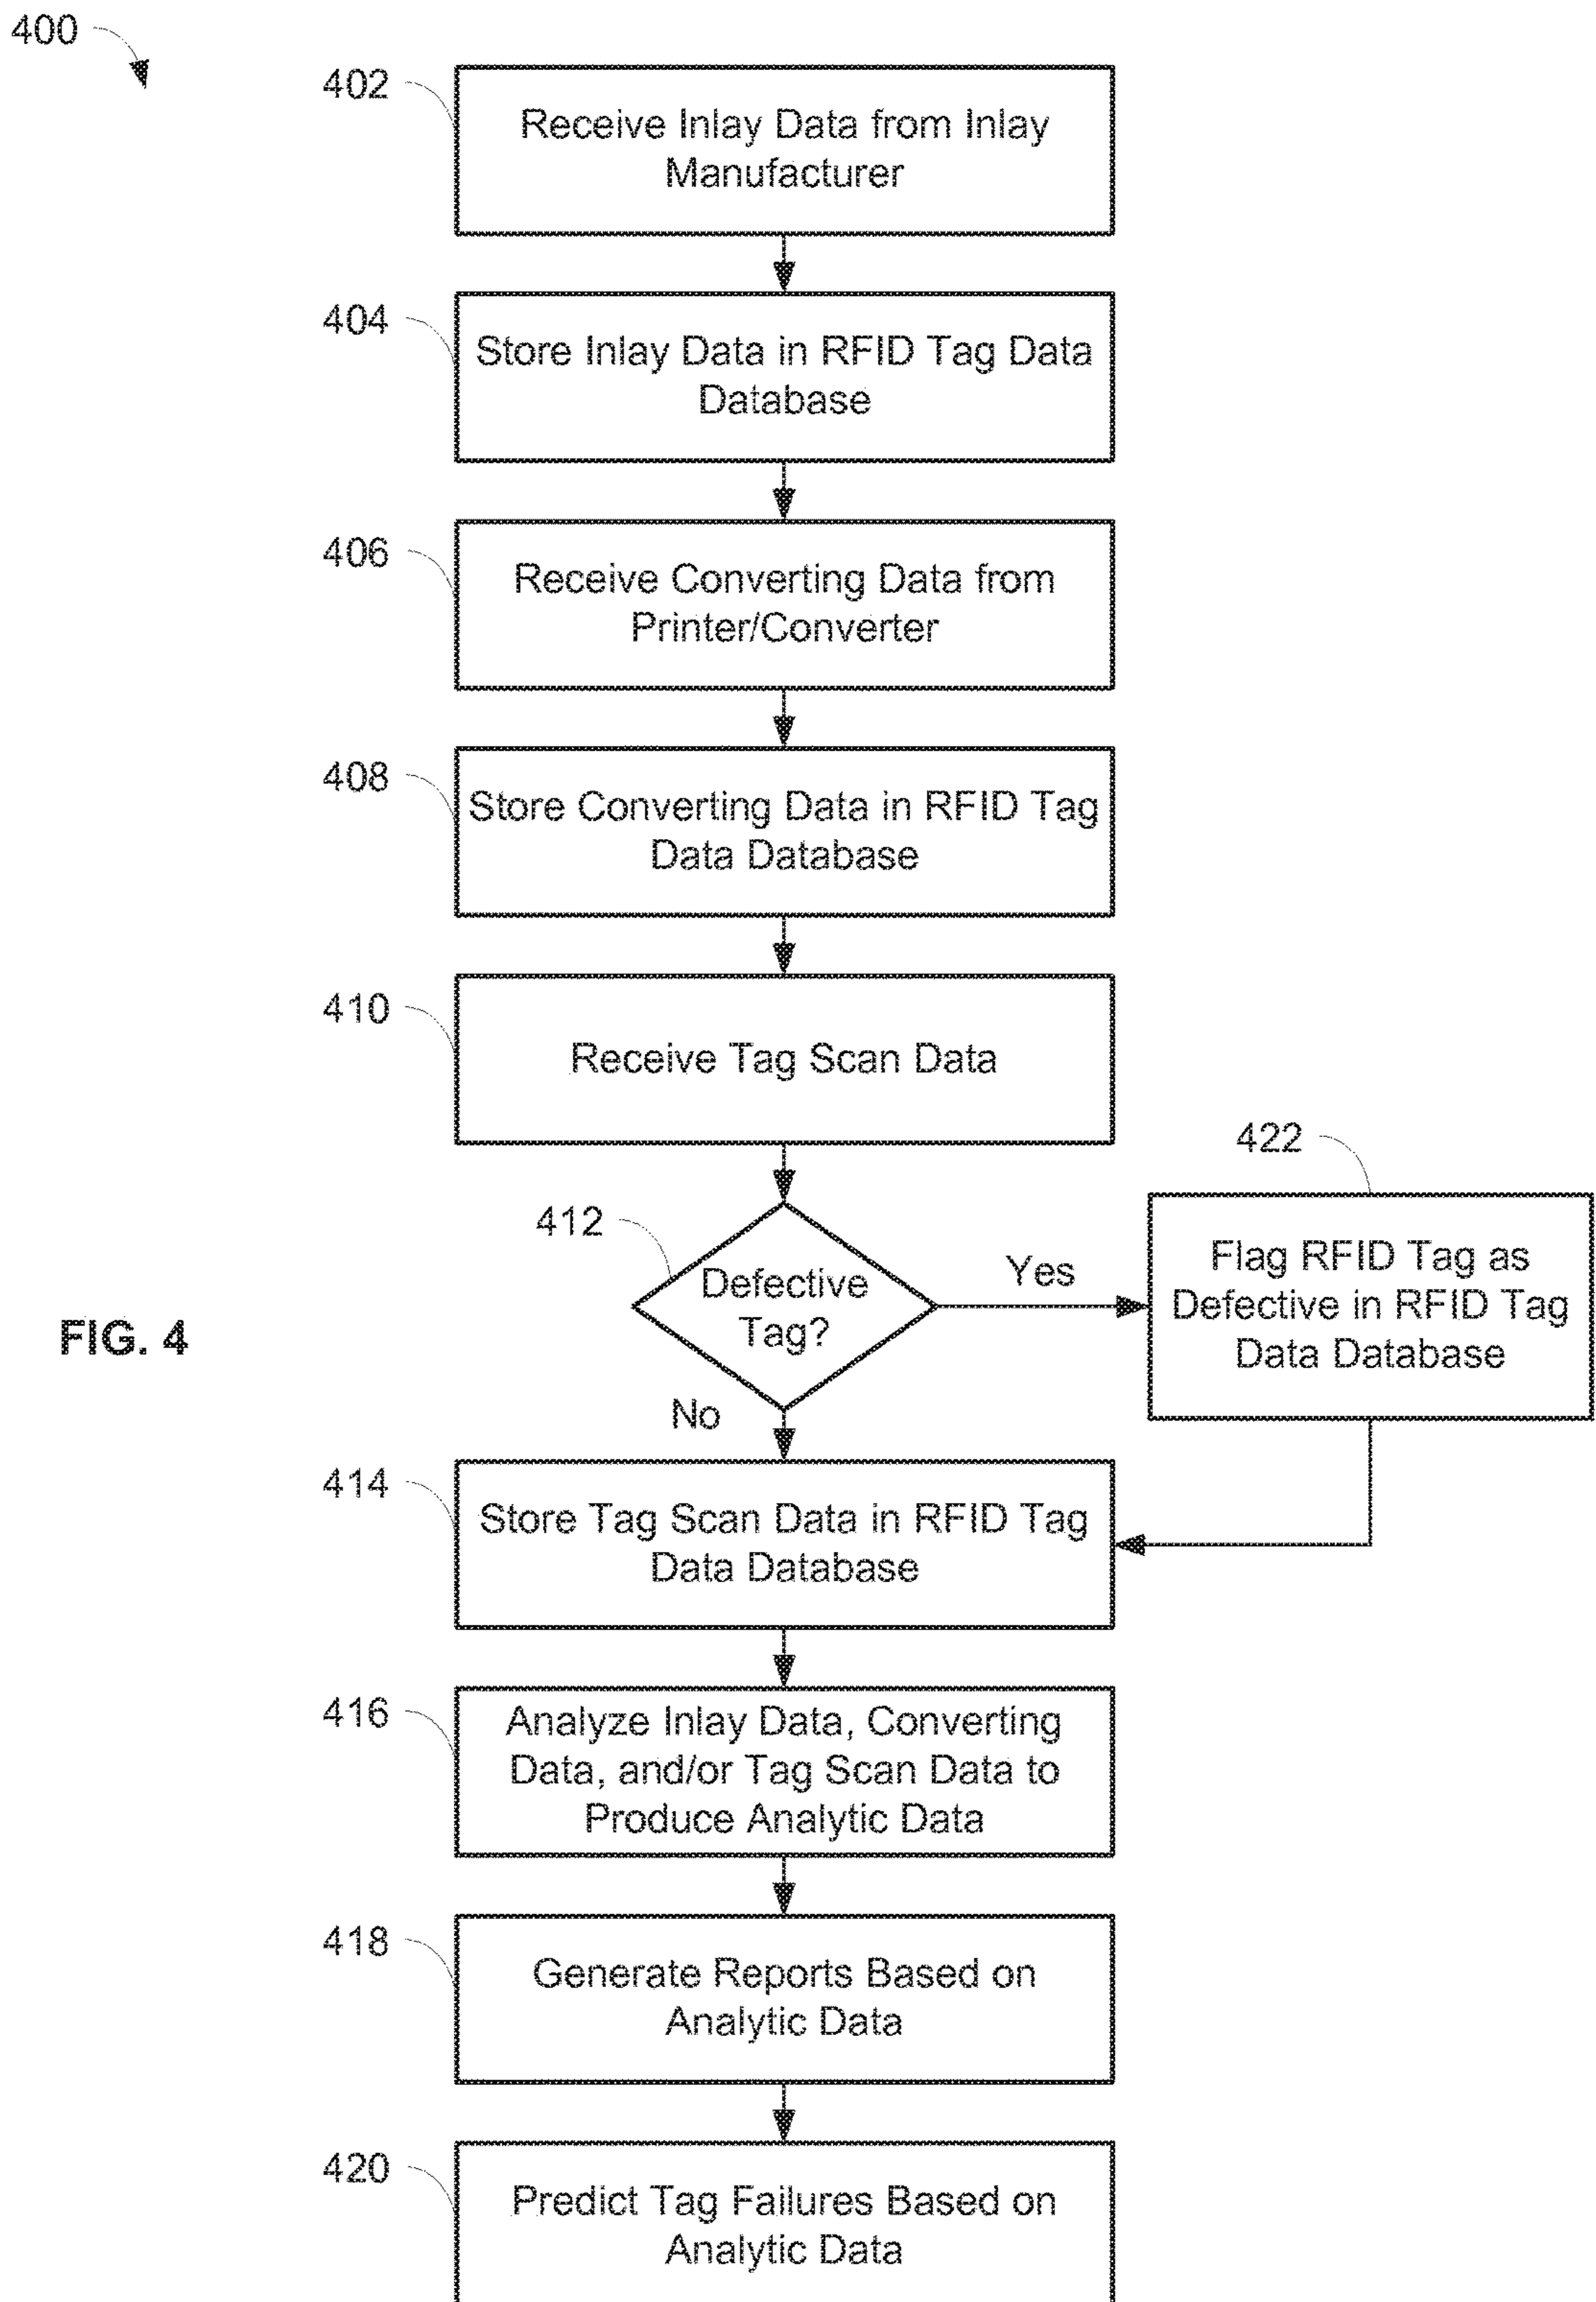 400
402
Receive Inlay Data from Inlay
Manufacturer
404
Store Inlay Data in RFID Tag Data
Database
406
Receive Converting Data from
Printer/Converter
408
Store Converting Data in RFID Tag
Data Database
410
Receive Tag Scan Data
422
412
Defective
Tag?
Yes
Flag RFID Tag as
Defective in RFID Tag
Data Database
FIG. 4
No
414
Store Tag Scan Data in RFID Tag
Data Database
416
Analyze Inlay Data, Converting
Data, and/or Tag Scan Data to
Produce Analytic Data
418
Generate Reports Based on
Analytic Data
420
Predict Tag Failures Based on
Analytic Data